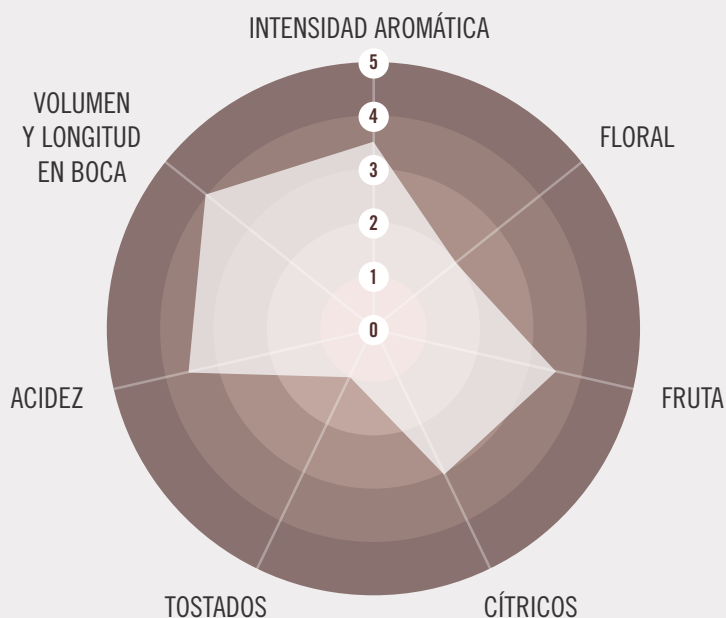 INTENSIDAD AROMÁTICA
5
VOLUMEN
Y LONGITUD
EN BOCA
4
FLORAL
3
2
1
0
ACIDEZ
FRUTA
TOSTADOS
CÍTRICOS